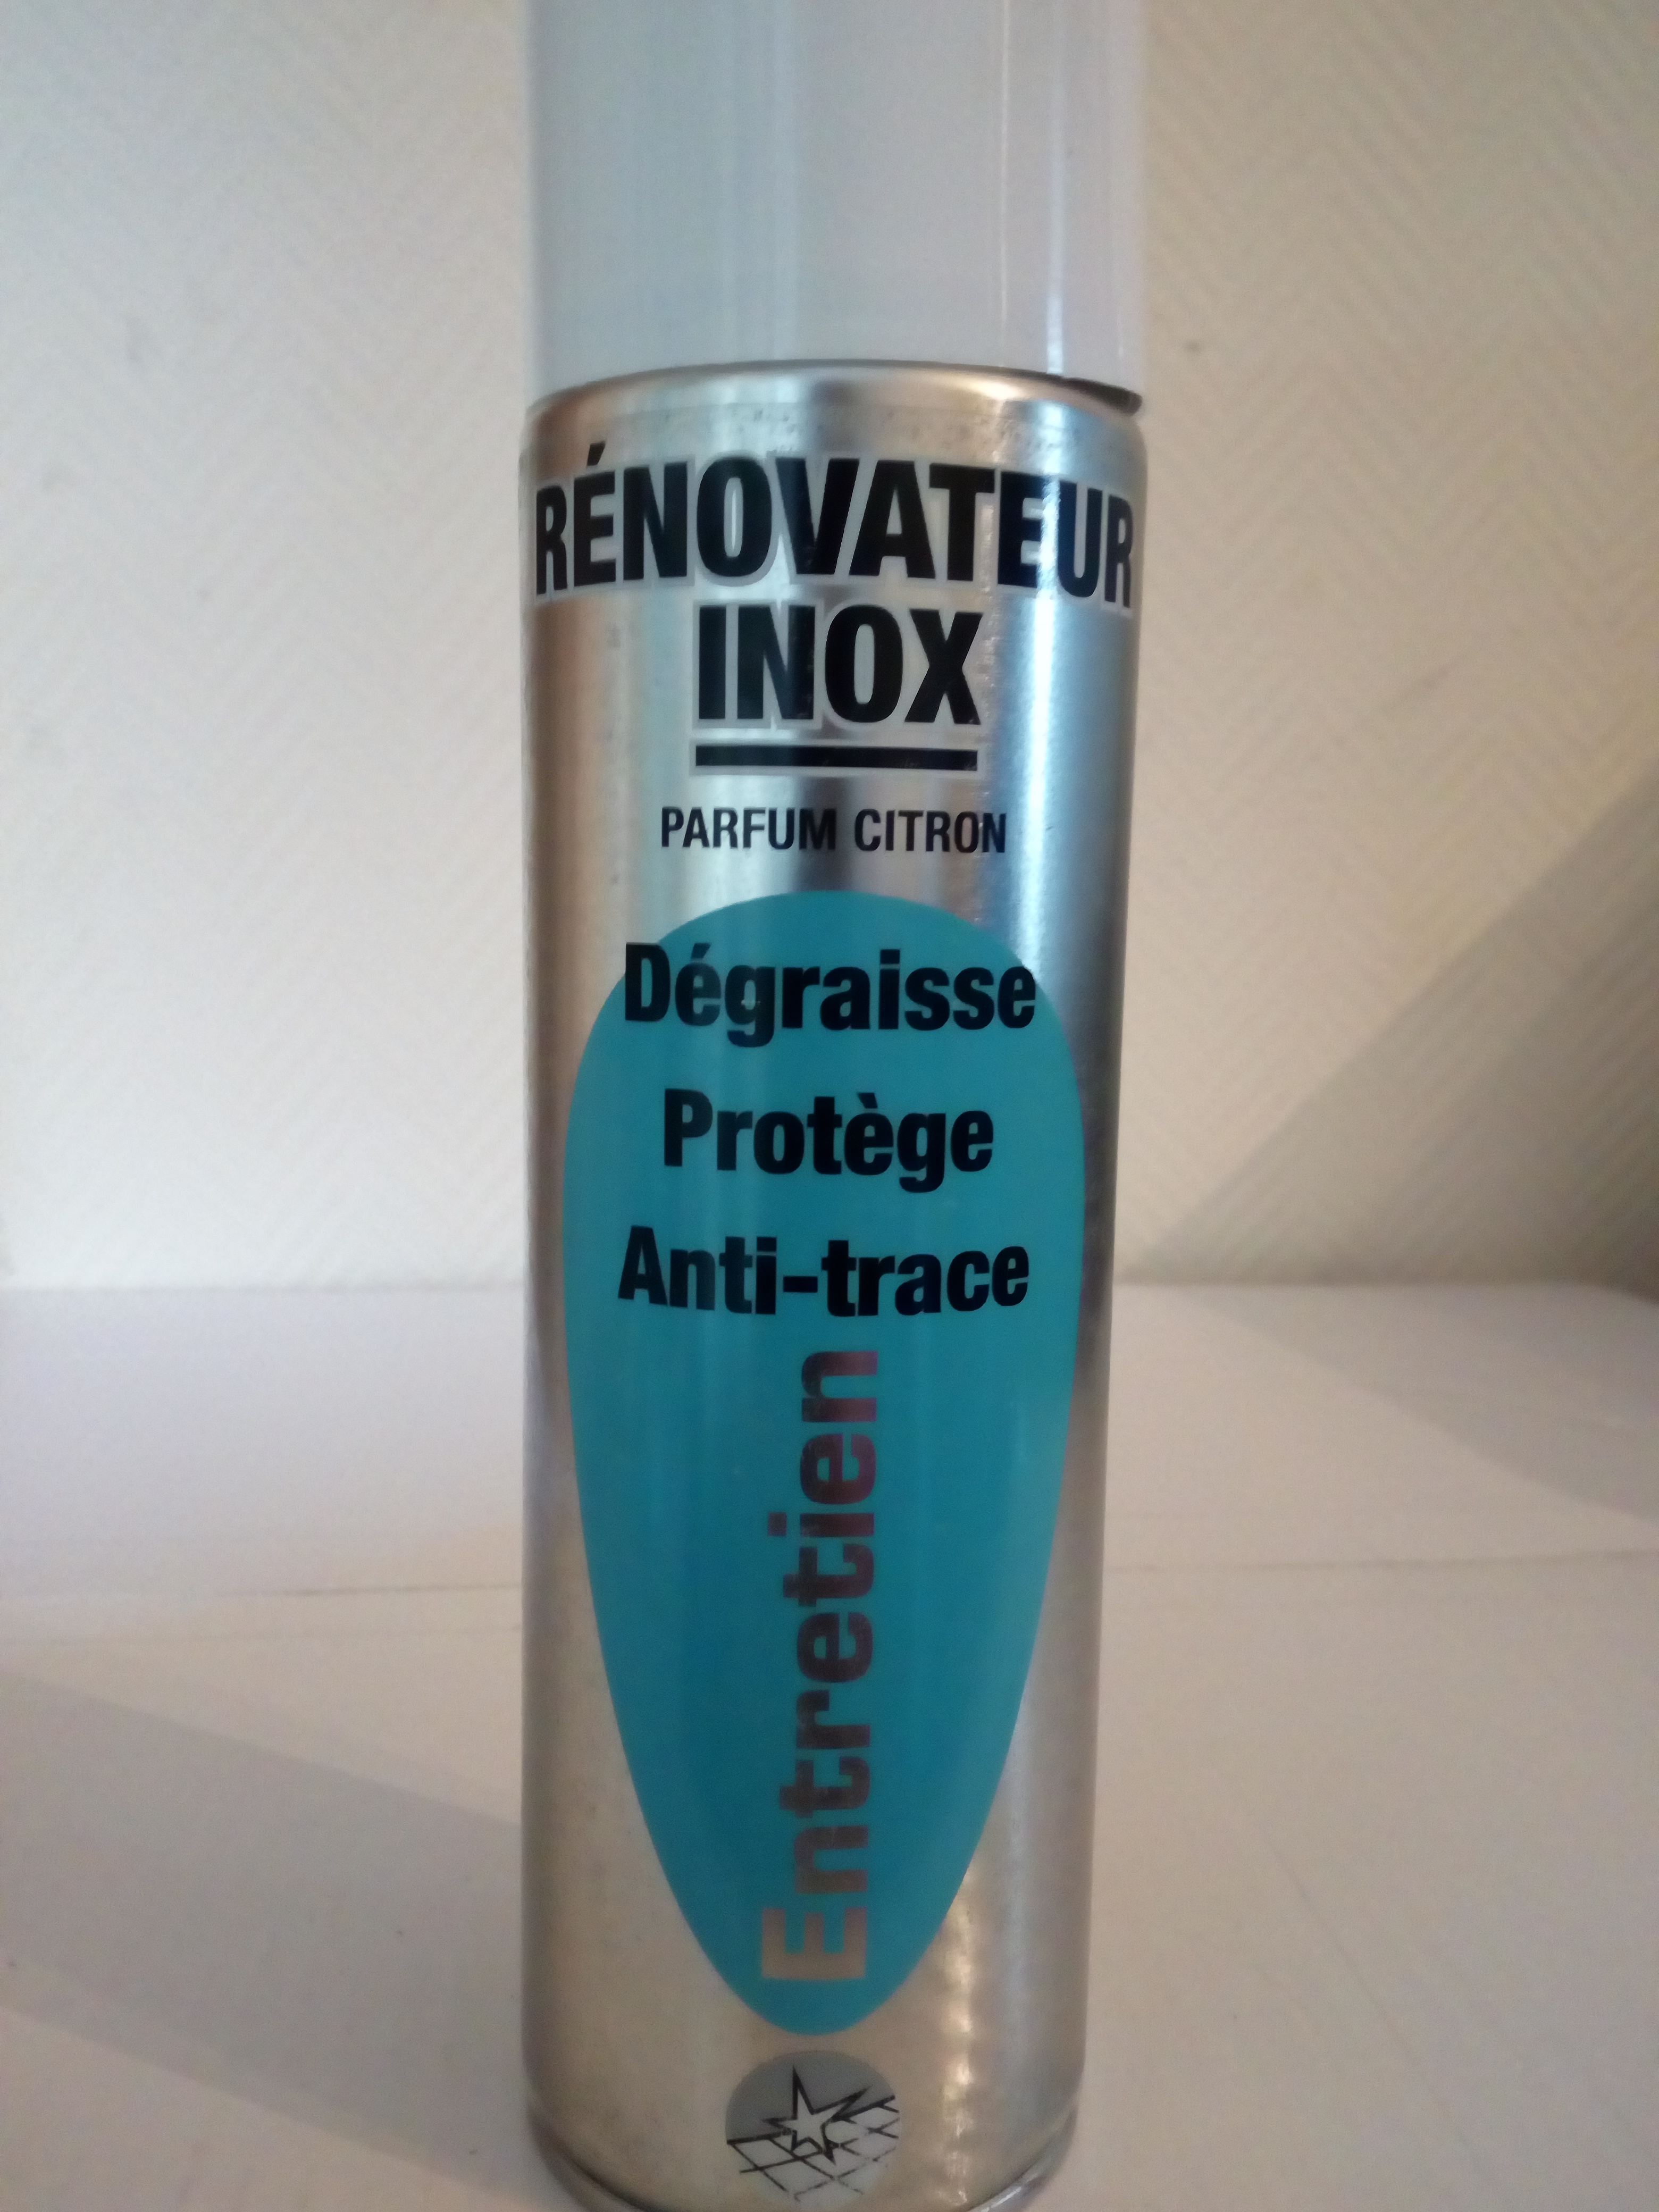 RÉNOVATEUR
INOX
PARFUM CITRON
Dégraisse
Protège
Anti-trace
Entretien